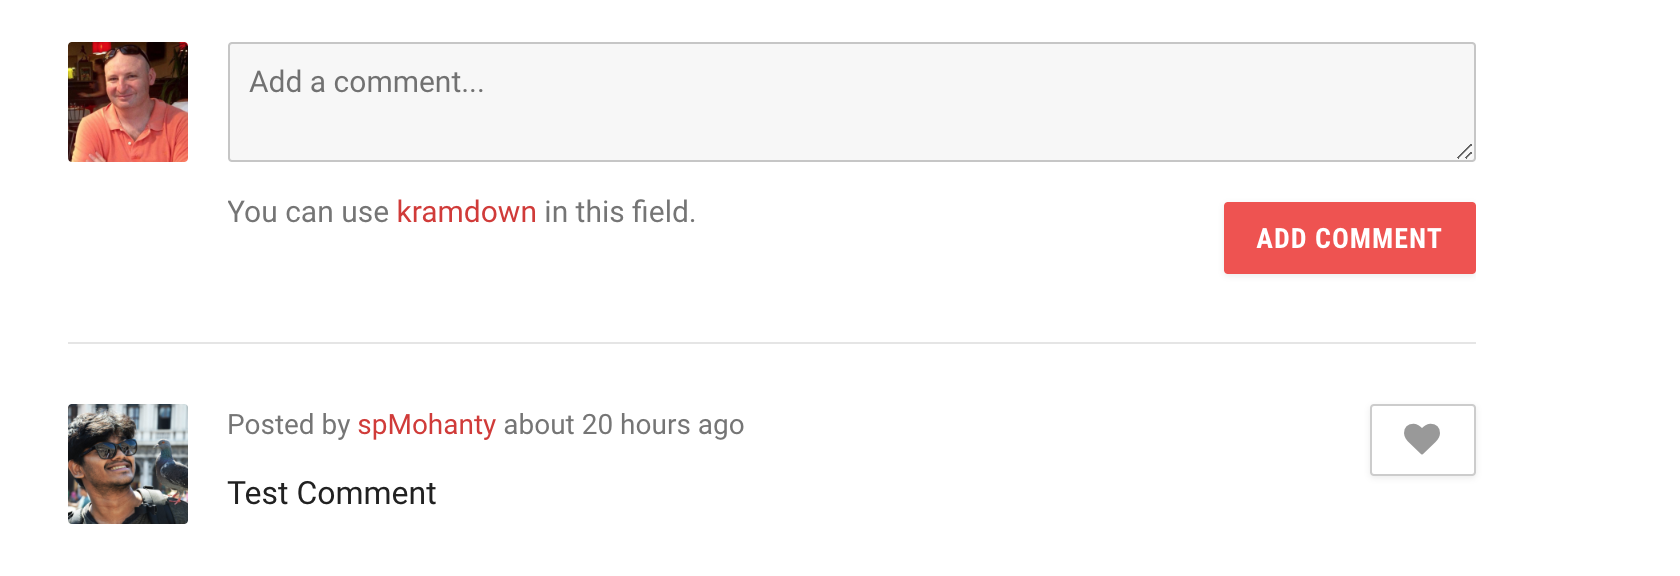 Add a comment...
You can use kramdown in this field.
ADD COMMENT
Posted by spMohanty about 20 hours ago
Test Comment